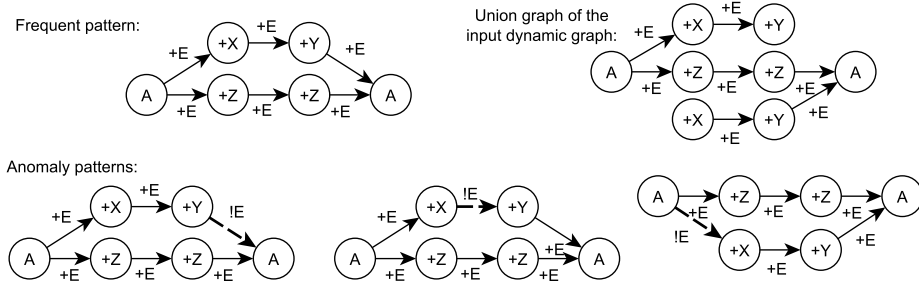 Frequent pattern:
+E
+X
+E
+Y
+E
A
+Z
+Z
A
+E
+E
+E
Union graph of the
input dynamic graph:
+E
+X
+E
+Y
A
+Z
+Z
A
+E
+E
+E
+X
+Y
+E
+E
Anomaly patterns:
+E
+X
+E
+Y
!E
A
+Z
+Z
A
+E
+E
+E
+E
+X
!E
+Y
+E
A
+Z
+Z
A
+E
+E
+E
A
+Z
+Z
A
+E
+E
+E
!E
+X
+Y
+E
+E